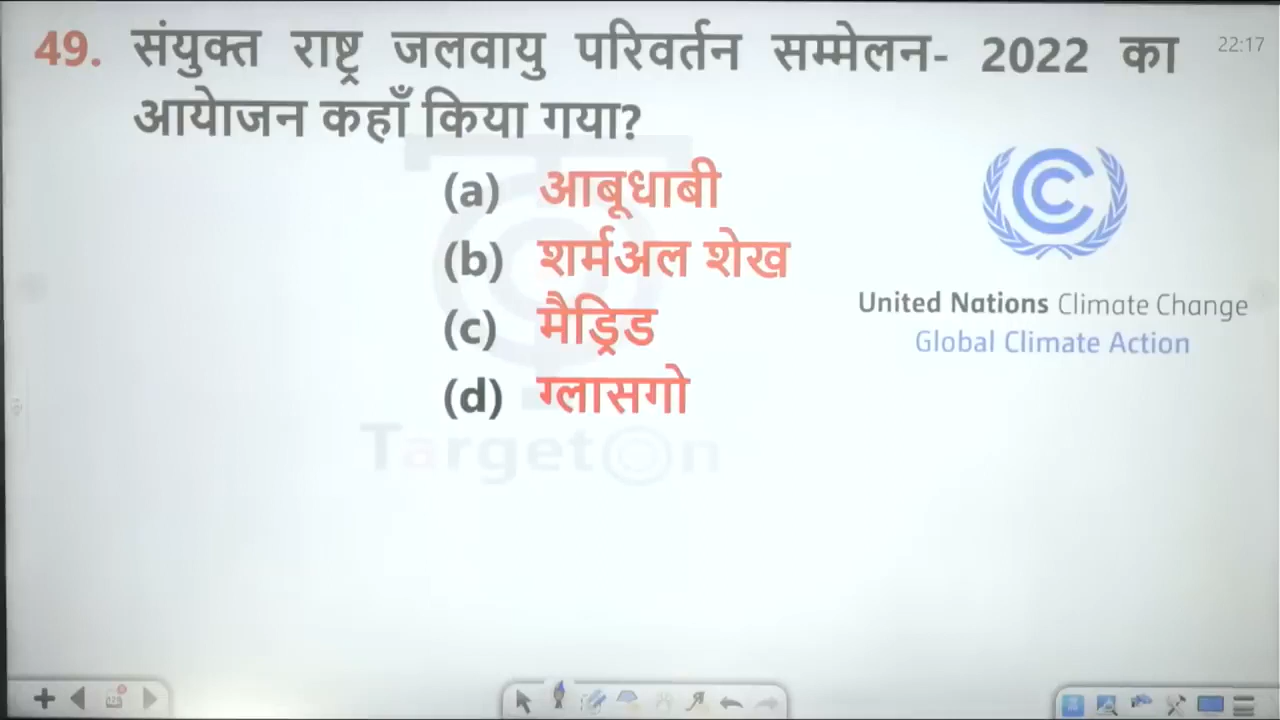 49. संयुक्त राष्ट्र जलवायु परिवर्तन सम्मेलन- 2022 का
22:17
आयेाजन कहाँ किया गया?
(a) आबूधाबी
(b) शर्मअल शेख
(c) मैड्रिड
(d) ग्लासगो
United Nations Climate Change
Global Climate Action
TargetOn